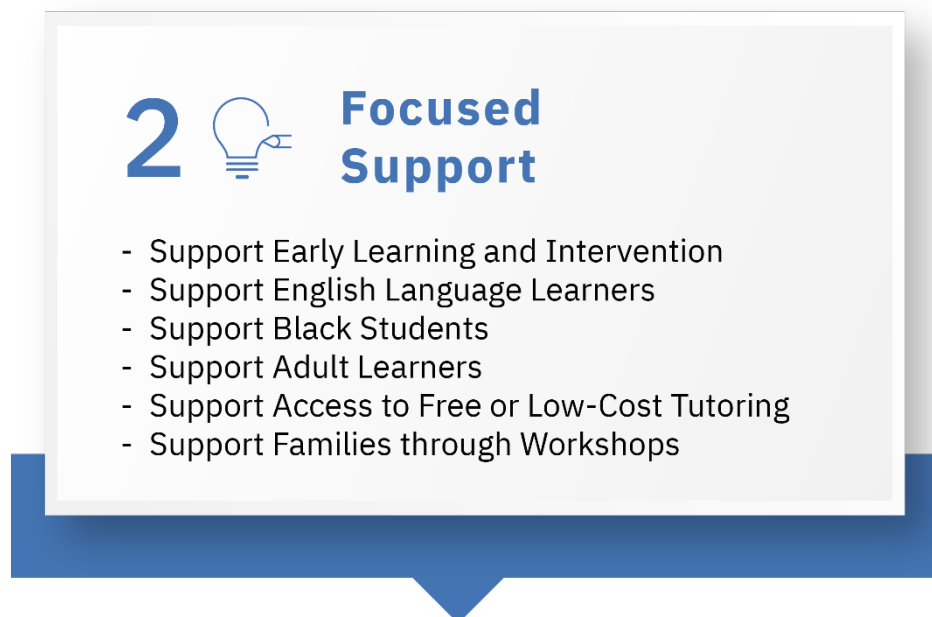 2
Focused
Support
- Support Early Learning and Intervention
- Support English Language Learners
- Support Black Students
- Support Adult Learners
- Support Access to Free or Low-Cost Tutoring
- Support Families through Workshops